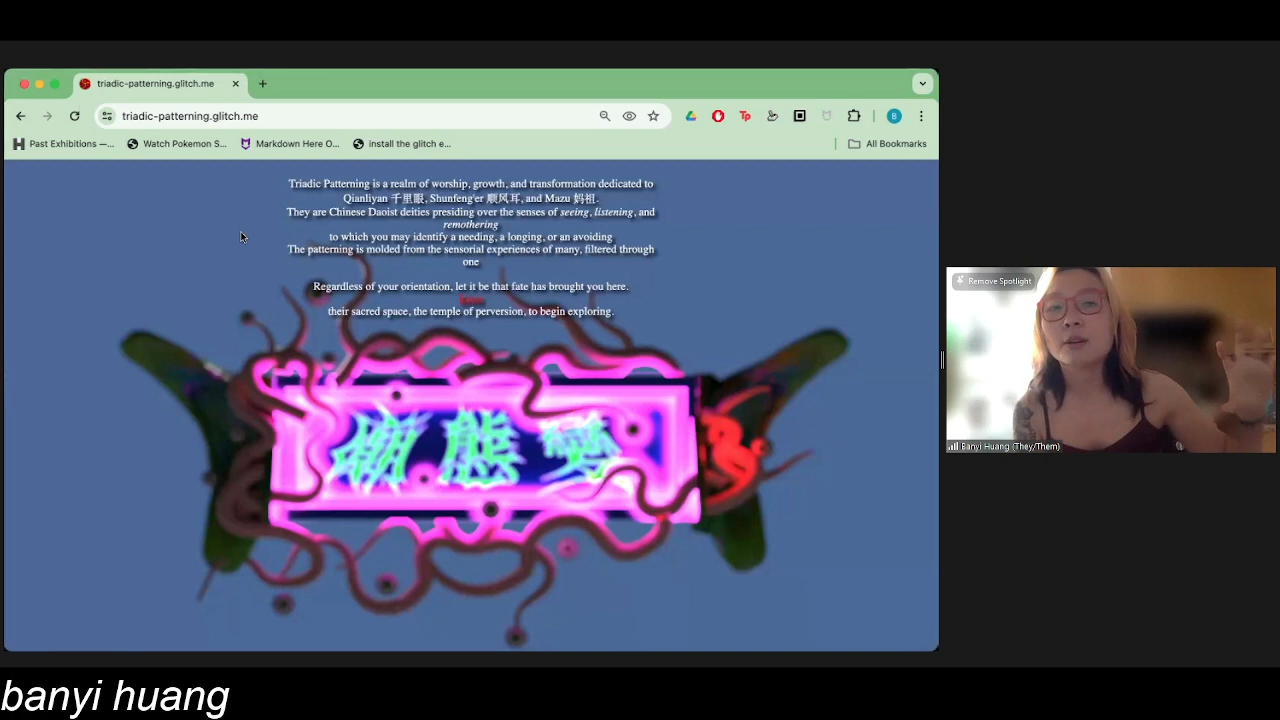 triadic-patterning.glitch.me
triadic-patterning.glitch.me
Tp
B
Past Exhibitions —...
Watch Pokemon S...
Markdown Here O...
install the glitch e...
All Bookmarks
Triadic Patterning is a realm of worship, growth, and transformation dedicated to
Qianliyan 千里眼, Shunfeng'er 顺风耳, and Mazu 妈祖.
They are Chinese Daoist deities presiding over the senses of seeing, listening, and
remothering
to which you may identify a needing, a longing, or an avoiding
The patterning is molded from the sensorial experiences of many, filtered through
one
Regardless of your orientation, let it be that fate has brought you here.
their sacred space, the temple of perversion, to begin exploring.
態變
Remove Spotlight
Banyi Huang (They/Them)
banyi huang